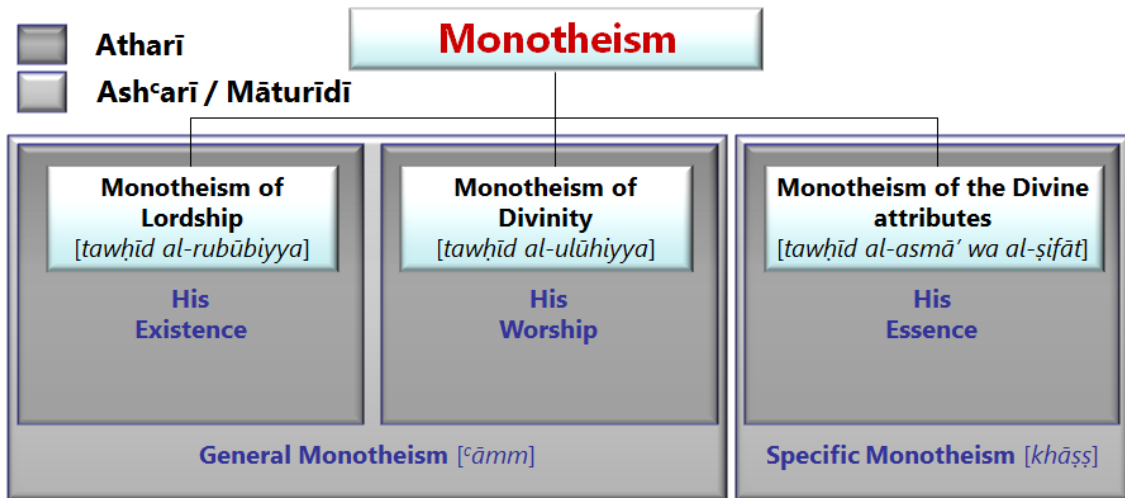 Monotheism
Atharī
Ashᶜarī / Māturīdī
Monotheism of
Lordship
[tawḥīd al-rubūbiyya]
His
Existence
Monotheism of
Divinity
[tawḥīd al-ulūhiyya]
His
Worship
Monotheism of the Divine
attributes
[tawḥīd al-asmā’ wa al-ṣifāt]
His
Essence
General Monotheism [ᶜāmm]
Specific Monotheism [khāṣṣ]